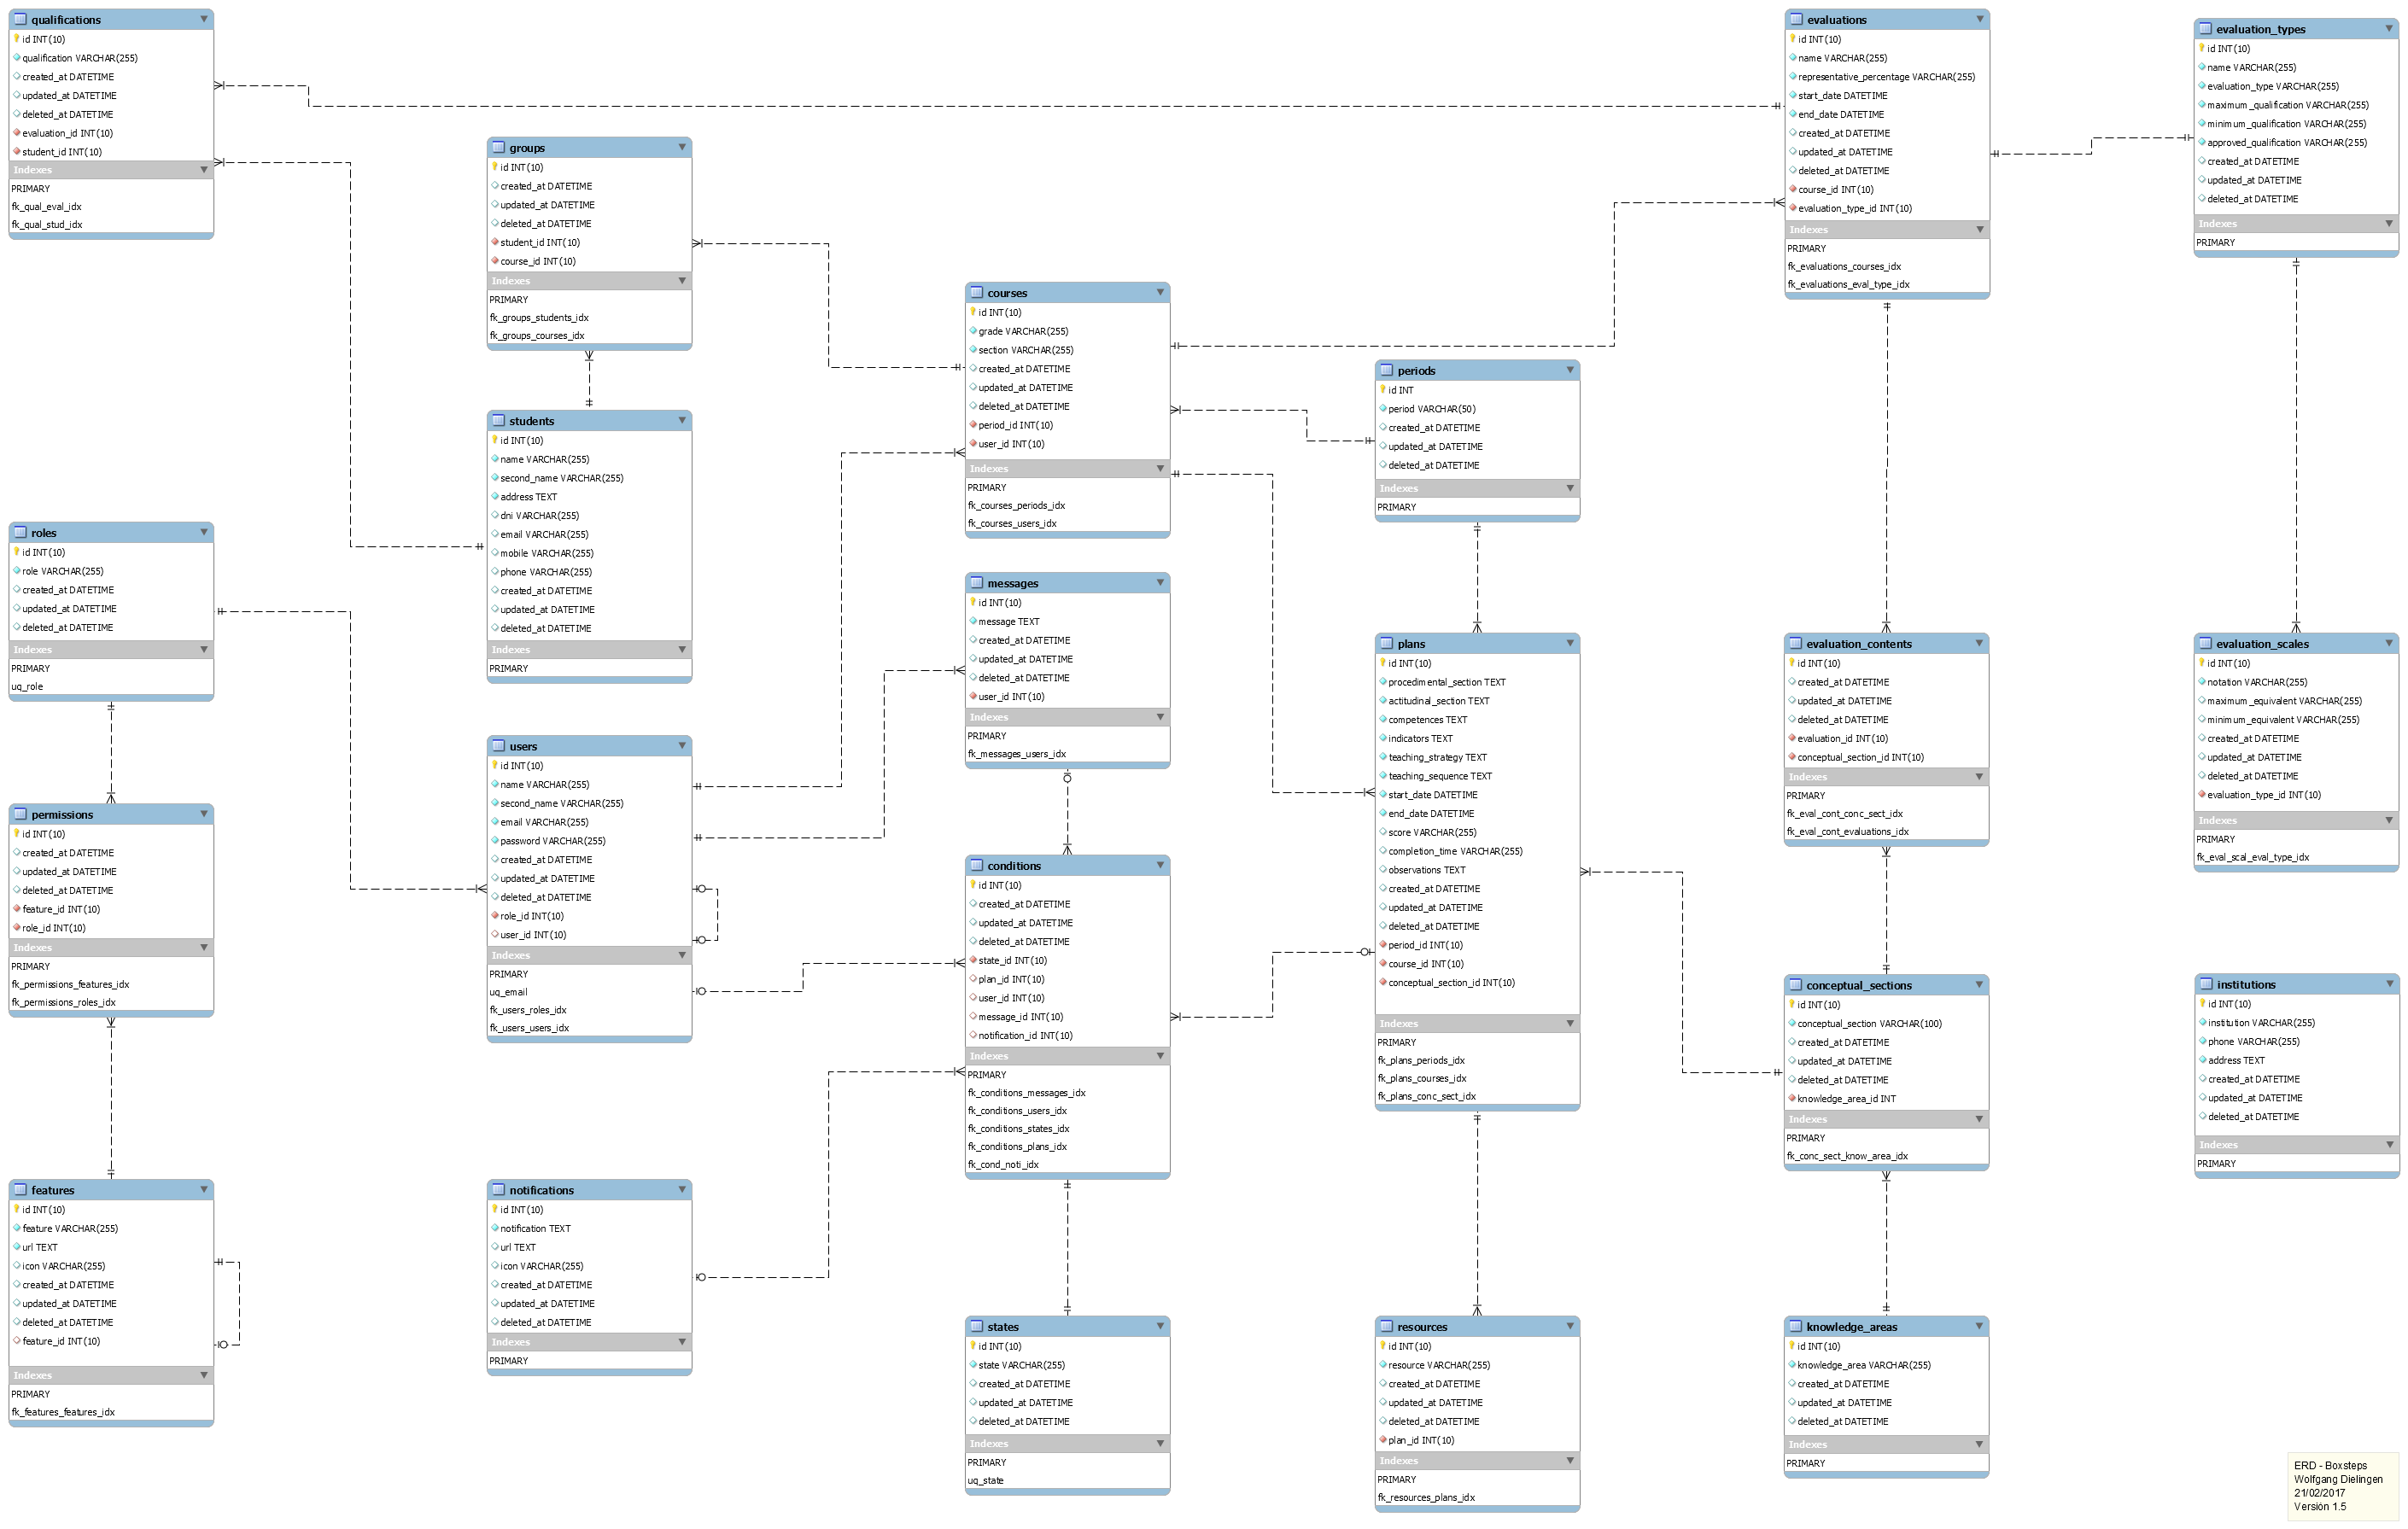 qualifications
id INT(10)
qualification VARCHAR(255)
created_at DATETIME
updated_at DATETIME
deleted_at DATETIME
evaluation_id INT(10)
student_id INT(10)
Indexes
PRIMARY
fk_qual_eval_idx
fk_qual_stud_idx
roles
id INT(10)
role VARCHAR(255)
created_at DATETIME
updated_at DATETIME
deleted_at DATETIME
Indexes
PRIMARY
uq_role
permissions
id INT(10)
created_at DATETIME
updated_at DATETIME
deleted_at DATETIME
feature_id INT(10)
role_id INT(10)
Indexes
PRIMARY
fk_permissions_features_idx
fk_permissions_roles_idx
features
id INT(10)
feature VARCHAR(255)
url TEXT
icon VARCHAR(255)
created_at DATETIME
updated_at DATETIME
deleted_at DATETIME
feature_id INT(10)
Indexes
PRIMARY
fk_features_features_idx
groups
id INT(10)
created_at DATETIME
updated_at DATETIME
deleted_at DATETIME
student_id INT(10)
course_id INT(10)
Indexes
PRIMARY
fk_groups_students_idx
fk_groups_courses_idx
students
id INT(10)
name VARCHAR(255)
second_name VARCHAR(255)
address TEXT
dni VARCHAR(255)
email VARCHAR(255)
mobile VARCHAR(255)
phone VARCHAR(255)
created_at DATETIME
updated_at DATETIME
deleted_at DATETIME
Indexes
PRIMARY
users
id INT(10)
name VARCHAR(255)
second_name VARCHAR(255)
email VARCHAR(255)
password VARCHAR(255)
created_at DATETIME
updated_at DATETIME
deleted_at DATETIME
role_id INT(10)
user_id INT(10)
Indexes
PRIMARY
uq_email
fk_users_roles_idx
fk_users_users_idx
notifications
id INT(10)
notification TEXT
url TEXT
icon VARCHAR(255)
created_at DATETIME
updated_at DATETIME
deleted_at DATETIME
Indexes
PRIMARY
courses
id INT(10)
grade VARCHAR(255)
section VARCHAR(255)
created_at DATETIME
updated_at DATETIME
deleted_at DATETIME
period_id INT(10)
user_id INT(10)
Indexes
PRIMARY
fk_courses_periods_idx
fk_courses_users_idx
messages
id INT(10)
message TEXT
created_at DATETIME
updated_at DATETIME
deleted_at DATETIME
user_id INT(10)
Indexes
PRIMARY
fk_messages_users_idx
conditions
id INT(10)
created_at DATETIME
updated_at DATETIME
deleted_at DATETIME
state_id INT(10)
plan_id INT(10)
user_id INT(10)
message_id INT(10)
notification_id INT(10)
Indexes
PRIMARY
fk_conditions_messages_idx
fk_conditions_users_idx
fk_conditions_states_idx
fk_conditions_plans_idx
fk_cond_noti_idx
states
id INT(10)
state VARCHAR(255)
created_at DATETIME
updated_at DATETIME
deleted_at DATETIME
Indexes
PRIMARY
uq_state
periods
id INT
period VARCHAR(50)
created_at DATETIME
updated_at DATETIME
deleted_at DATETIME
Indexes
PRIMARY
plans
id INT(10)
procedimental_section TEXT
actitudinal_section TEXT
competences TEXT
indicators TEXT
teaching_strategy TEXT
teaching_sequence TEXT
start_date DATETIME
end_date DATETIME
score VARCHAR(255)
completion_time VARCHAR(255)
observations TEXT
created_at DATETIME
updated_at DATETIME
deleted_at DATETIME
period_id INT(10)
course_id INT(10)
conceptual_section_id INT(10)
Indexes
PRIMARY
fk_plans_periods_idx
fk_plans_courses_idx
fk_plans_conc_sect_idx
resources
id INT(10)
resource VARCHAR(255)
created_at DATETIME
updated_at DATETIME
deleted_at DATETIME
plan_id INT(10)
Indexes
PRIMARY
fk_resources_plans_idx
evaluations
id INT(10)
name VARCHAR(255)
representative_percentage VARCHAR(255)
start_date DATETIME
end_date DATETIME
created_at DATETIME
updated_at DATETIME
deleted_at DATETIME
course_id INT(10)
evaluation_type_id INT(10)
Indexes
PRIMARY
fk_evaluations_courses_idx
fk_evaluations_eval_type_idx
evaluation_contents
id INT(10)
created_at DATETIME
updated_at DATETIME
deleted_at DATETIME
evaluation_id INT(10)
conceptual_section_id INT(10)
Indexes
PRIMARY
fk_eval_cont_conc_sect_idx
fk_eval_cont_evaluations_idx
conceptual_sections
id INT(10)
conceptual_section VARCHAR(100)
created_at DATETIME
updated_at DATETIME
deleted_at DATETIME
knowledge_area_id INT
Indexes
PRIMARY
fk_conc_sect_know_area_idx
knowledge_areas
id INT(10)
knowledge_area VARCHAR(255)
created_at DATETIME
updated_at DATETIME
deleted_at DATETIME
Indexes
PRIMARY
evaluation_types
id INT(10)
name VARCHAR(255)
evaluation_type VARCHAR(255)
maximum_qualification VARCHAR(255)
minimum_qualification VARCHAR(255)
approved_qualification VARCHAR(255)
created_at DATETIME
updated_at DATETIME
deleted_at DATETIME
Indexes
PRIMARY
evaluation_scales
id INT(10)
notation VARCHAR(255)
maximum_equivalent VARCHAR(255)
minimum_equivalent VARCHAR(255)
created_at DATETIME
updated_at DATETIME
deleted_at DATETIME
evaluation_type_id INT(10)
Indexes
PRIMARY
fk_eval_scal_eval_type_idx
institutions
id INT(10)
institution VARCHAR(255)
phone VARCHAR(255)
address TEXT
created_at DATETIME
updated_at DATETIME
deleted_at DATETIME
Indexes
PRIMARY
ERD - Boxsteps
Wolfgang Dielingen
21/02/2017
Versión 1.5